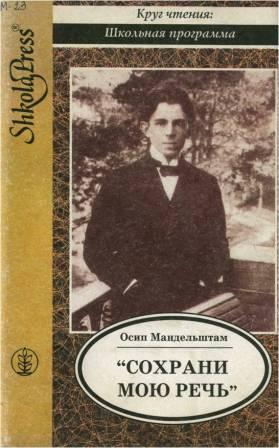 М-23
ShkolaPress®
Круг чтения:
Школьная программа
Осип Мандельштам
“СОХРАНИ
МОЮ РЕЧЬ”